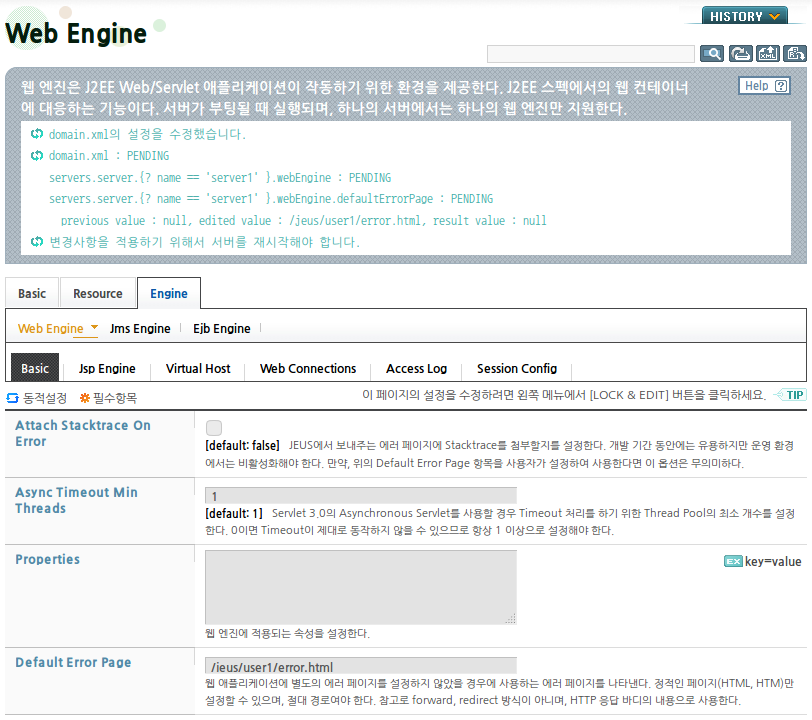 HISTORY
Web Engine
XML
웹 엔진은 J2EE Web/Servlet 애플리케이션이 작동하기 위한 환경을 제공한다. J2EE 스펙에서의 웹 컨테이너
에 대응하는 기능이다. 서버가 부팅될 때 실행되며, 하나의 서버에서는 하나의 웹 엔진만 지원한다.
Help ?
domain.xml의 설정을 수정했습니다.
domain.xml : PENDING
servers.server.{? name == 'server1' }.webEngine : PENDING
servers.server.{? name == 'server1' }.webEngine.defaultErrorPage : PENDING
previous value : null, edited value : /jeus/user1/error.html, result value : null
변경사항을 적용하기 위해서 서버를 재시작해야 합니다.
Basic Resource Engine
Web Engine Jms Engine Ejb Engine
Basic Jsp Engine Virtual Host Web Connections Access Log Session Config
동적설정 필수항목 이 페이지의 설정을 수정하려면 왼쪽 메뉴에서 [LOCK & EDIT] 버튼을 클릭하세요. TIP
Attach Stacktrace On
Error
[default: false] JEUS에서 보내주는 에러 페이지에 Stacktrace를 첨부할지를 설정한다. 개발 기간 동안에는 유용하지만 운영 환경
에서는 비활성화해야 한다. 만약, 위의 Default Error Page 항목을 사용자가 설정하여 사용한다면 이 옵션은 무의미하다.
Async Timeout Min
Threads
1
[default: 1] Servlet 3.0의 Asynchronous Servlet를 사용할 경우 Timeout 처리를 하기 위한 Thread Pool의 최소 개수를 설정
한다. 0이면 Timeout이 제대로 동작하지 않을 수 있으므로 항상 1 이상으로 설정해야 한다.
Properties
EX key=value
웹 엔진에 적용되는 속성을 설정한다.
Default Error Page
/jeus/user1/error.html
웹 애플리케이션에 별도의 에러 페이지를 설정하지 않았을 경우에 사용하는 에러 페이지를 나타낸다. 정적인 페이지(HTML, HTM)만
설정할 수 있으며, 절대 경로여야 한다. 참고로 forward, redirect 방식이 아니며, HTTP 응답 바디의 내용으로 사용한다.